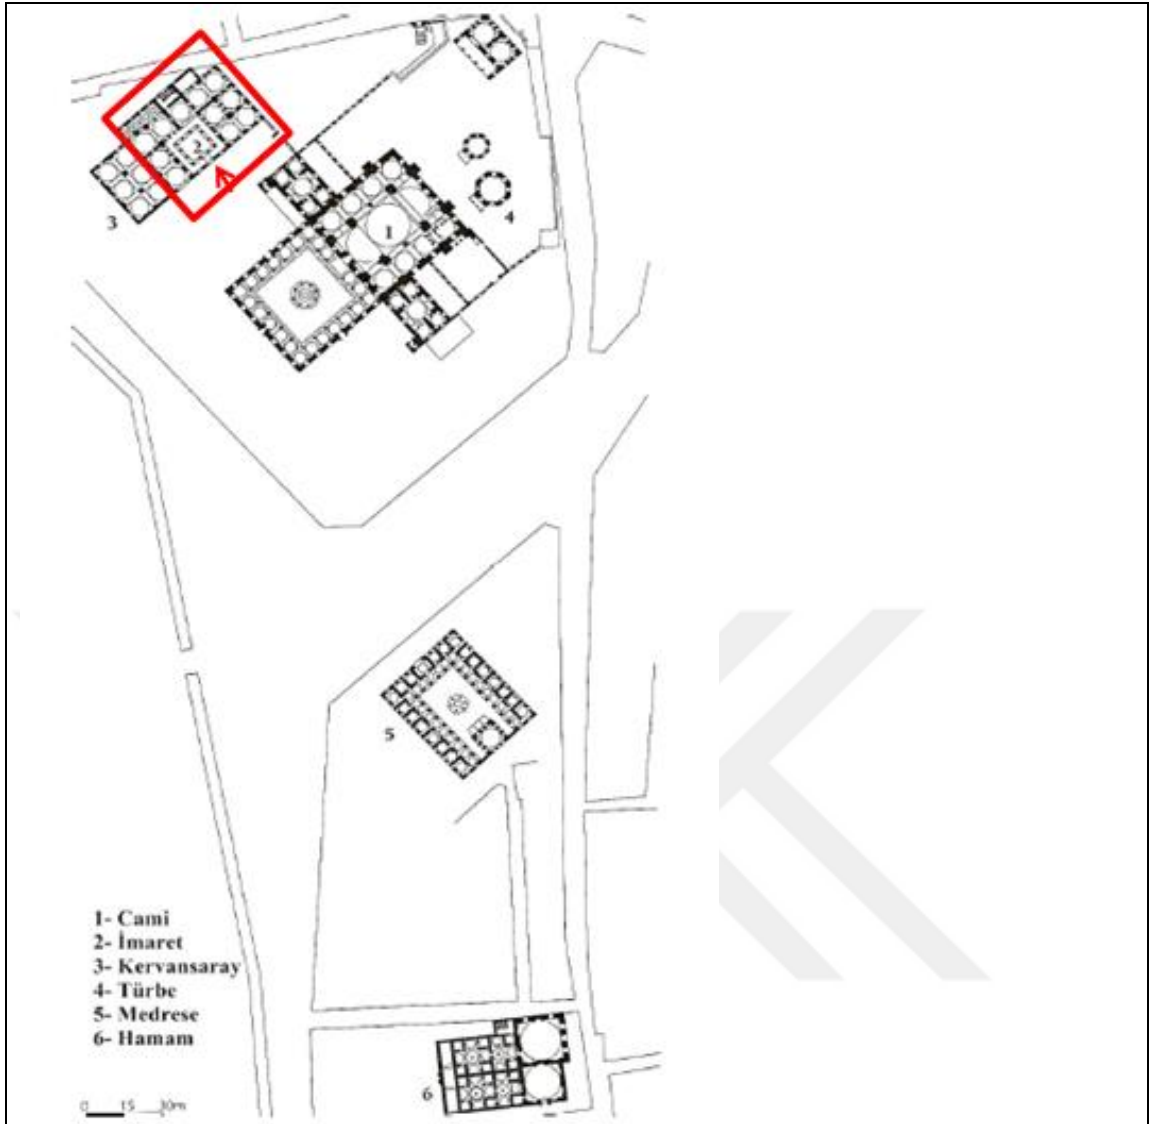 2
3
1
4
5
1- Cami
2- İmaret
3- Kervansaray
4- Türbe
5- Medrese
6- Hamam
6
0 15 30m